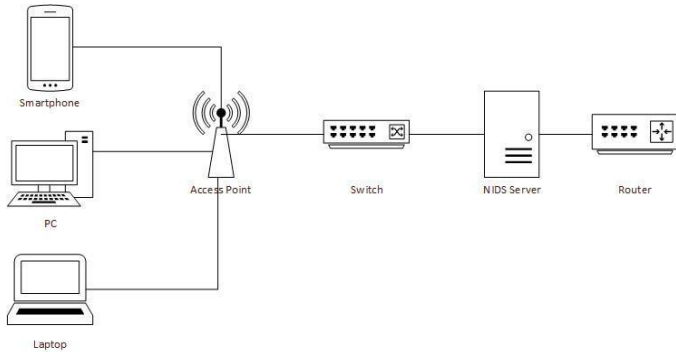 Smartphone
Access Point
Switch
NIDS Server
Router
PC
Laptop